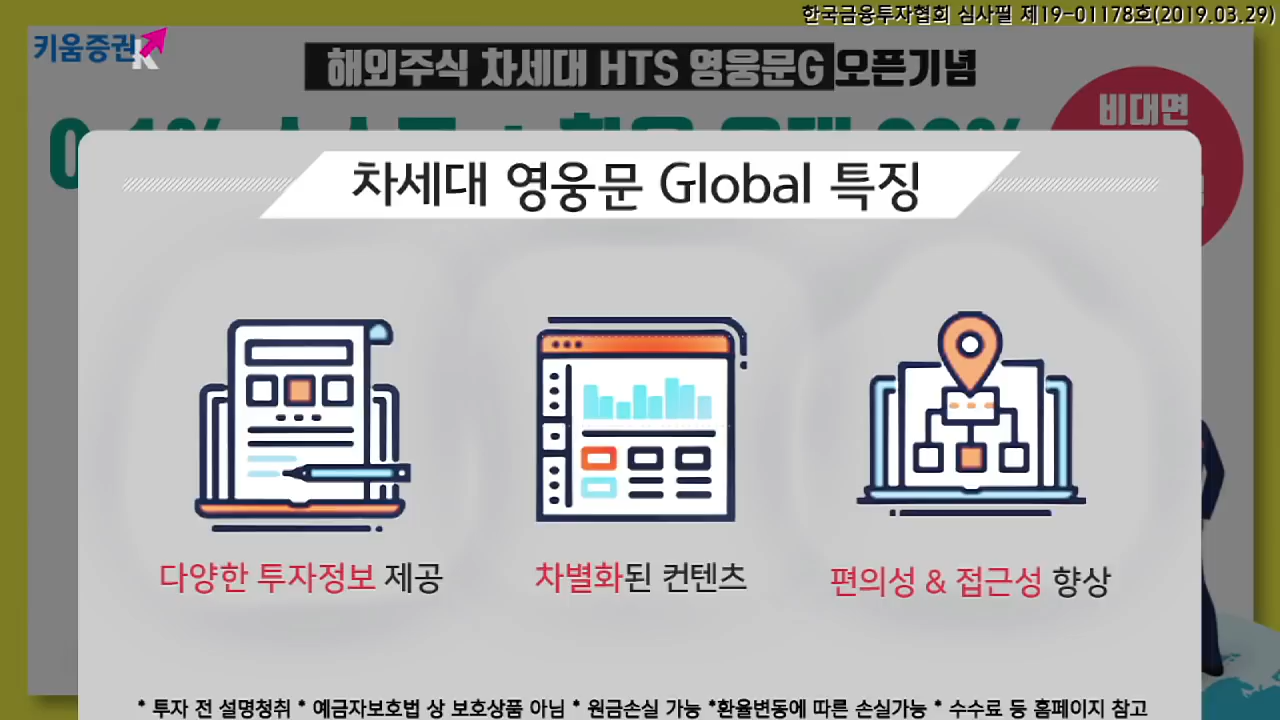 한국금융투자협회 심사필 제19-01178호(2019.03.29)
키움증권
해외주식 차세대 HTS 영웅문G 오픈기념
비대면
차세대 영웅문 Global 특징
다양한 투자정보 제공
차별화된 컨텐츠
편의성 & 접근성 향상
* 투자 전 설명청취 * 예금자보호법 상 보호상품 아님 * 원금손실 가능 *환율변동에 따른 손실가능 * 수수료 등 홈페이지 참고